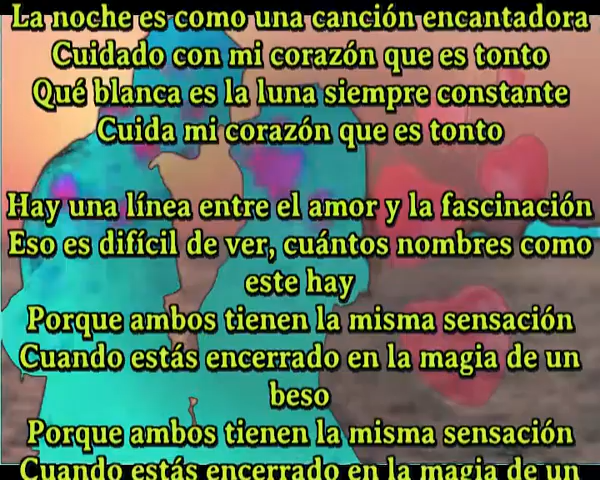 La noche es como una canción encantadora
Cuidado con mi corazón que es tonto
Qué blanca es la luna siempre constante
Cuida mi corazón que es tonto
Hay una línea entre el amor y la fascinación
Eso es difícil de ver, cuántos nombres como
este hay
Porque ambos tienen la misma sensación
Cuando estás encerrado en la magia de un
beso
Porque ambos tienen la misma sensación
Cuando estás encerrado en la magia de un